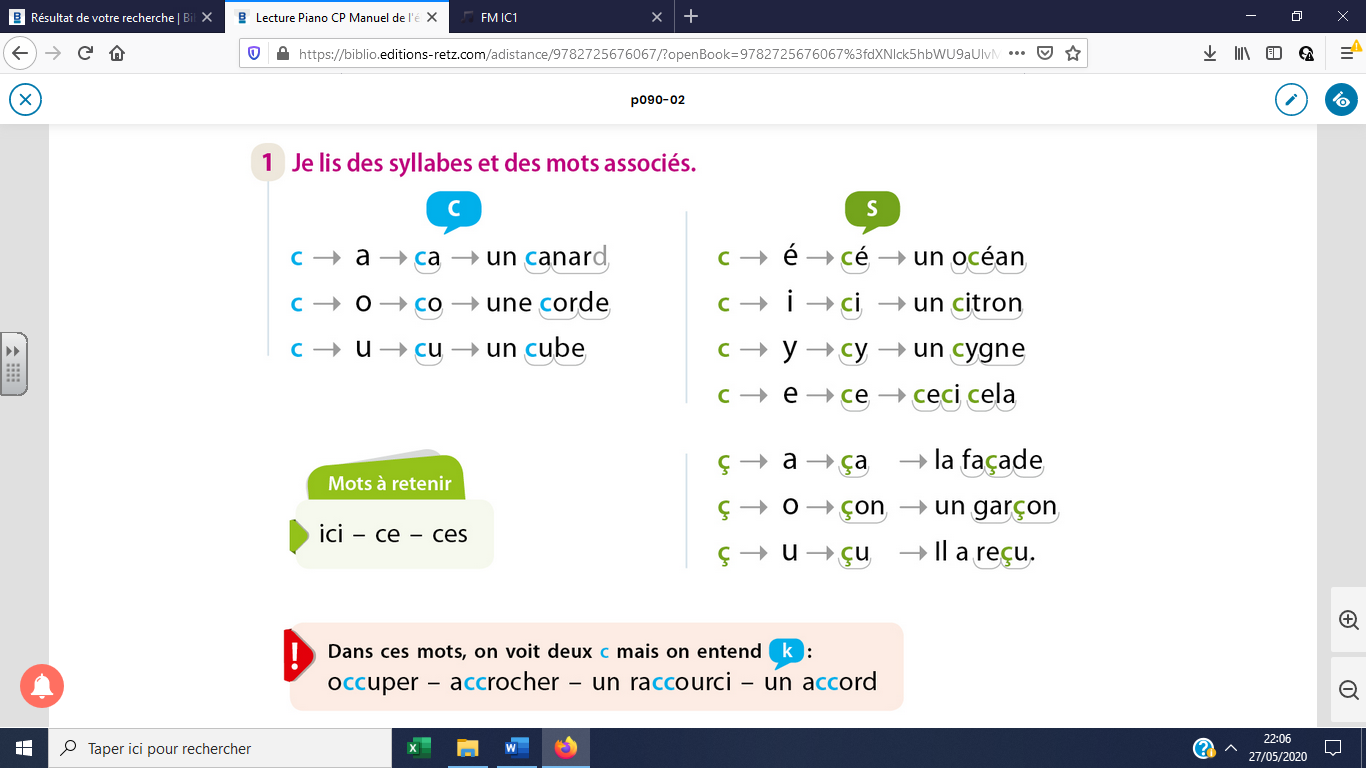 Résultat de votre recherche | Bi
Lecture Piano CP Manuel de l'é
FM IC1
https://biblio.editions-retz.com/adistance/9782725676067/?openBook=9782725676067%3fdXNlck5hbWU9aUlvM
p090-02
1 Je lis des syllabes et des mots associés.
C
c → a → ca → un canard
c → o → co → une corde
c → u → cu → un cube
S
c → é → cé → un océan
c → i → ci → un citron
c → y → cy → un cygne
c → e → ce → ceci cela
ç → a → ça → la façade
ç → o → çon → un garçon
ç → u → çu → Il a reçu.
Mots à retenir
ici – ce – ces
! Dans ces mots, on voit deux c mais on entend k :
occuper – accrocher – un raccourci – un accord
Taper ici pour rechercher
22:06
27/05/2020